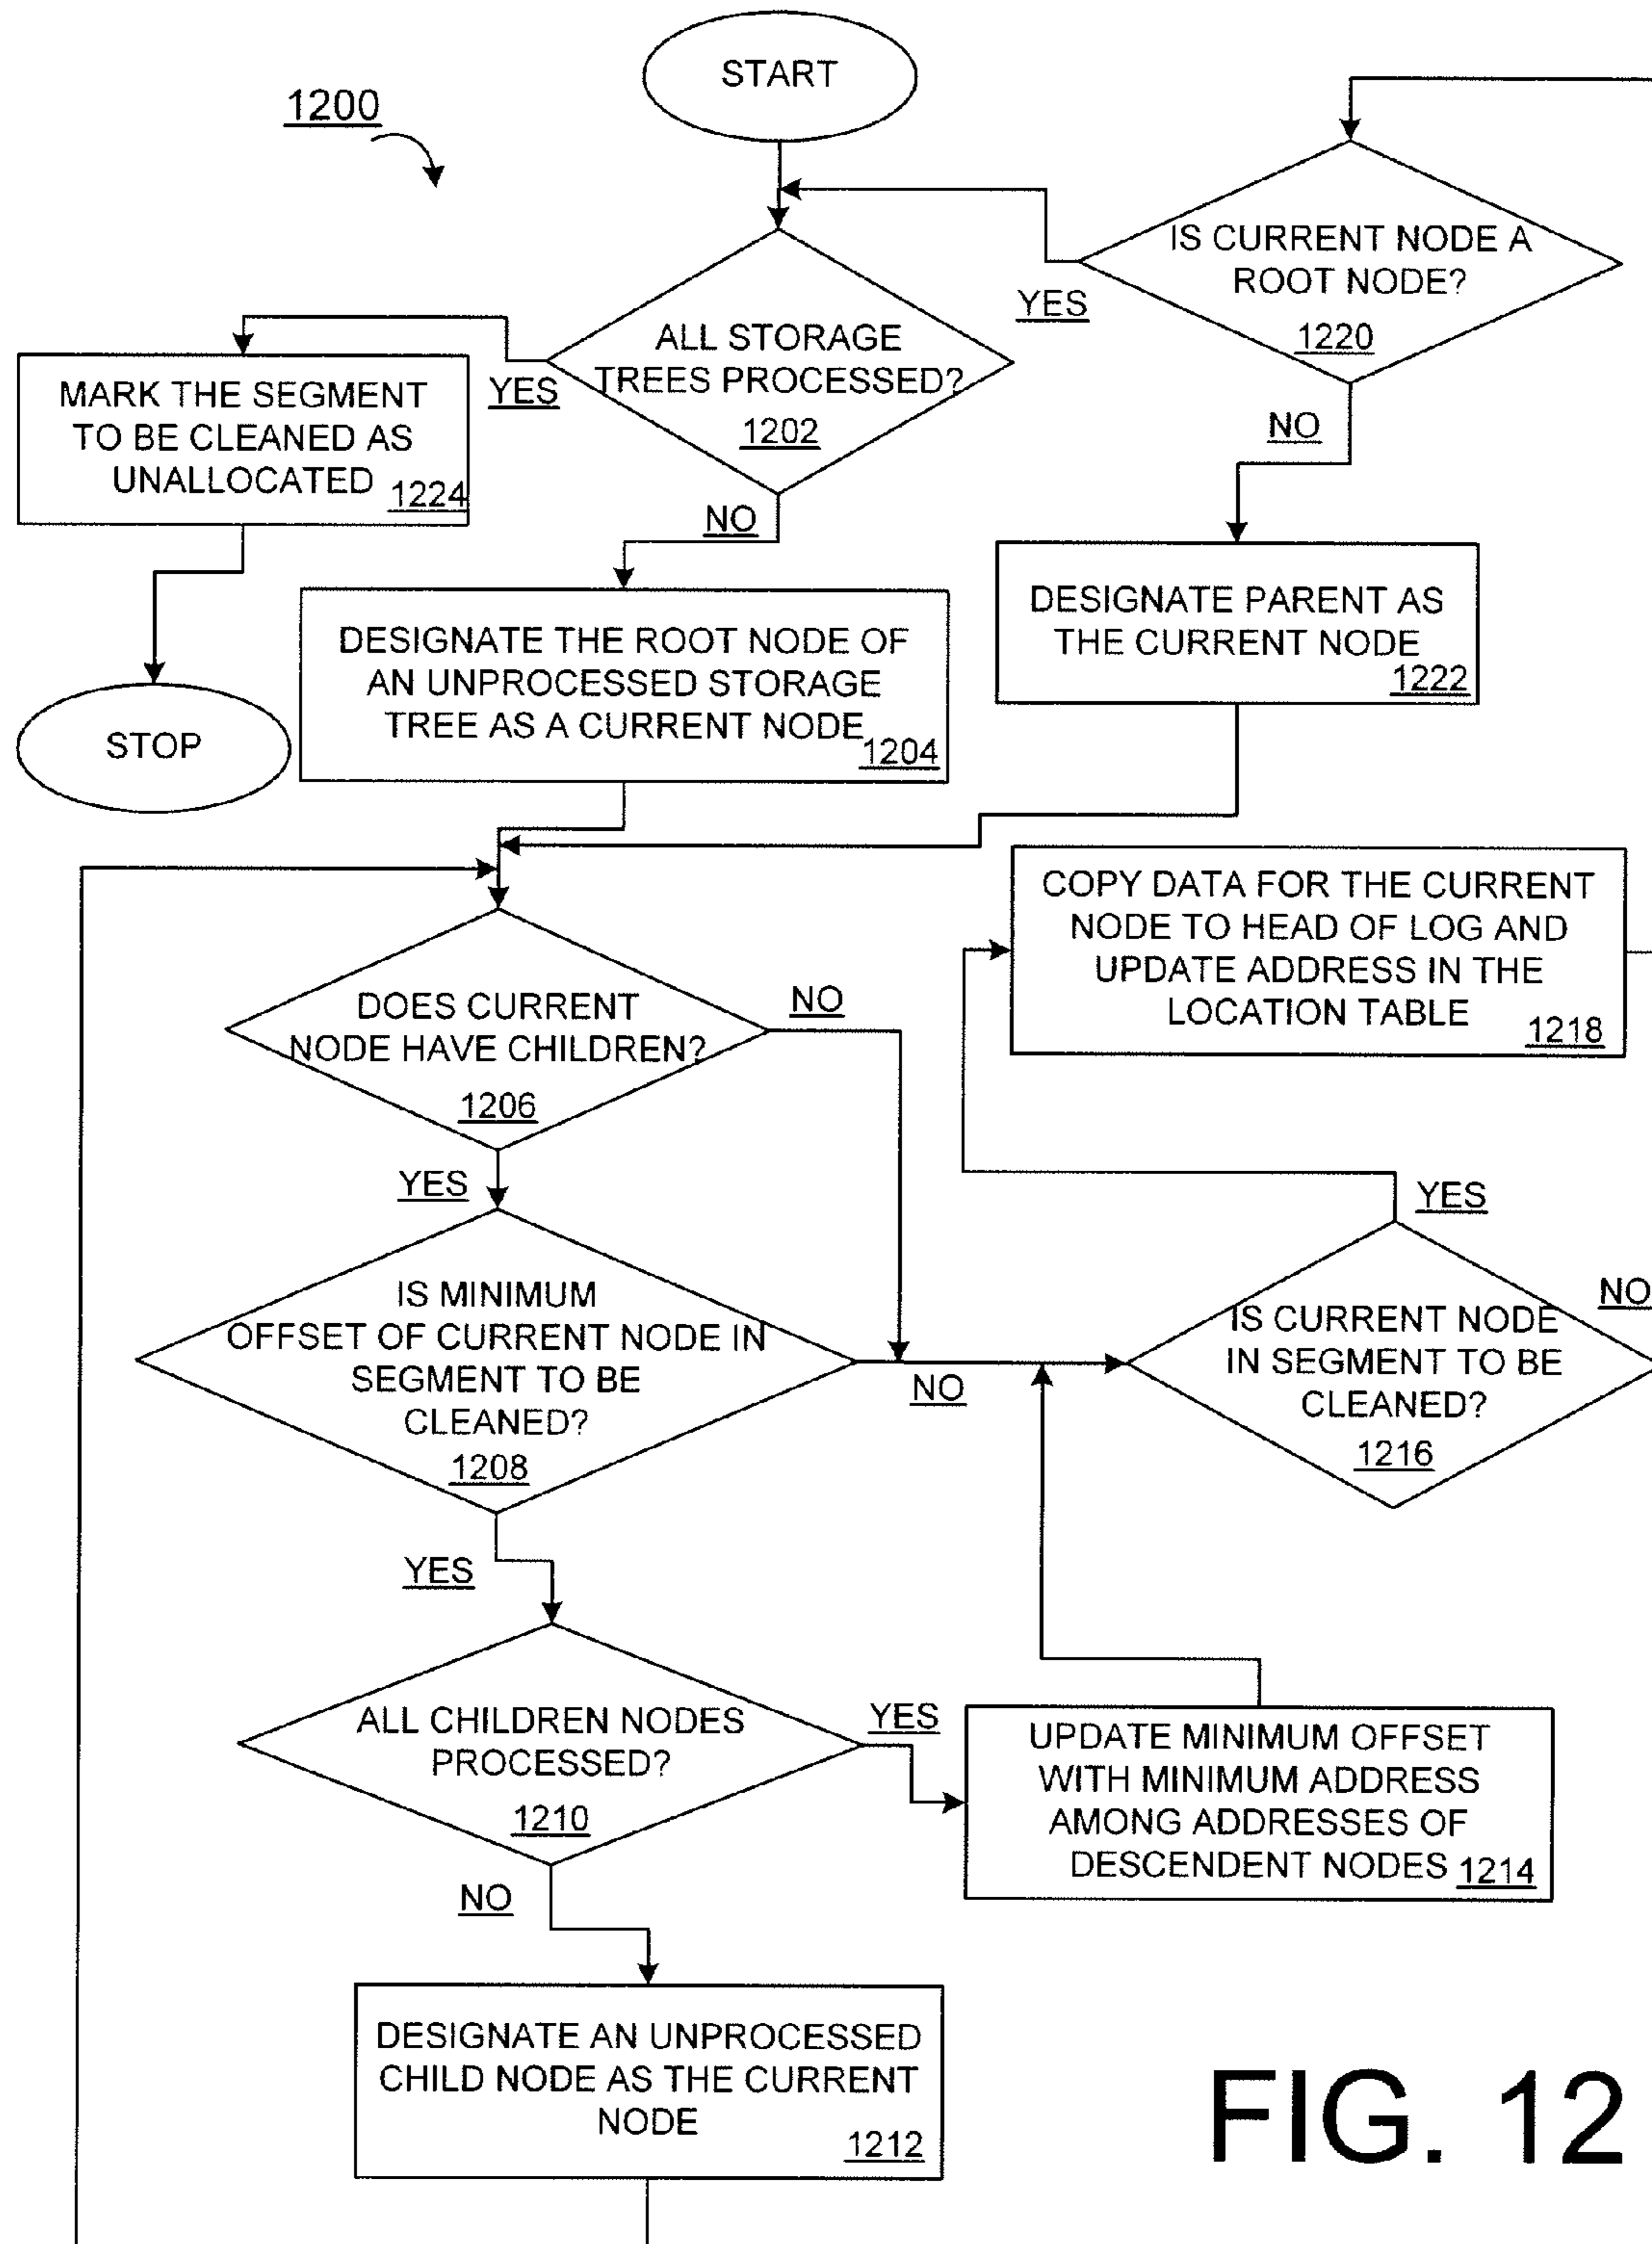 START
1200
IS CURRENT NODE A
ROOT NODE?
1220
YES
NO
ALL STORAGE
TREES PROCESSED?
1202
YES
NO
MARK THE SEGMENT
TO BE CLEANED AS
UNALLOCATED
1224
STOP
DESIGNATE THE ROOT NODE OF
AN UNPROCESSED STORAGE
TREE AS A CURRENT NODE
1204
DESIGNATE PARENT AS
THE CURRENT NODE
1222
COPY DATA FOR THE CURRENT
NODE TO HEAD OF LOG AND
UPDATE ADDRESS IN THE
LOCATION TABLE
1218
DOES CURRENT
NODE HAVE CHILDREN?
1206
NO
YES
IS MINIMUM
OFFSET OF CURRENT NODE IN
SEGMENT TO BE
CLEANED?
1208
NO
YES
IS CURRENT NODE
IN SEGMENT TO BE
CLEANED?
1216
YES
NO
ALL CHILDREN NODES
PROCESSED?
1210
YES
NO
UPDATE MINIMUM OFFSET
WITH MINIMUM ADDRESS
AMONG ADDRESSES OF
DESCENDENT NODES
1214
DESIGNATE AN UNPROCESSED
CHILD NODE AS THE CURRENT
NODE
1212
FIG. 12